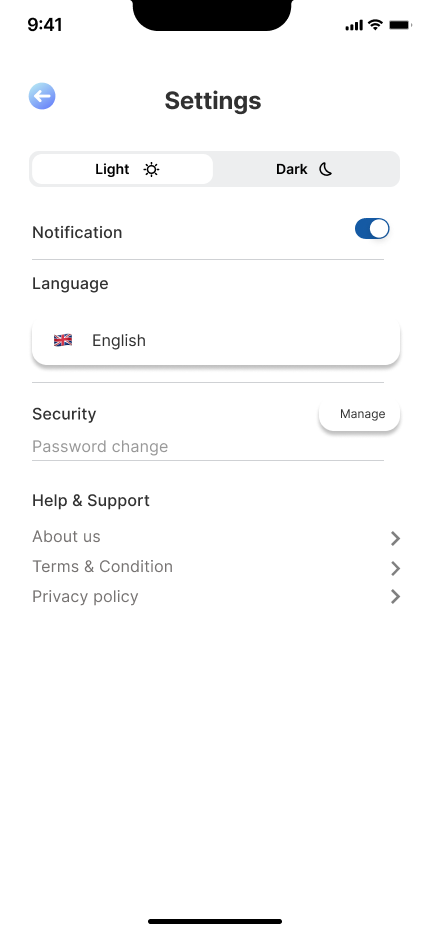 9:41
Settings
Light Dark
Notification
Language
English
Security Manage
Password change
Help & Support
About us
Terms & Condition
Privacy policy